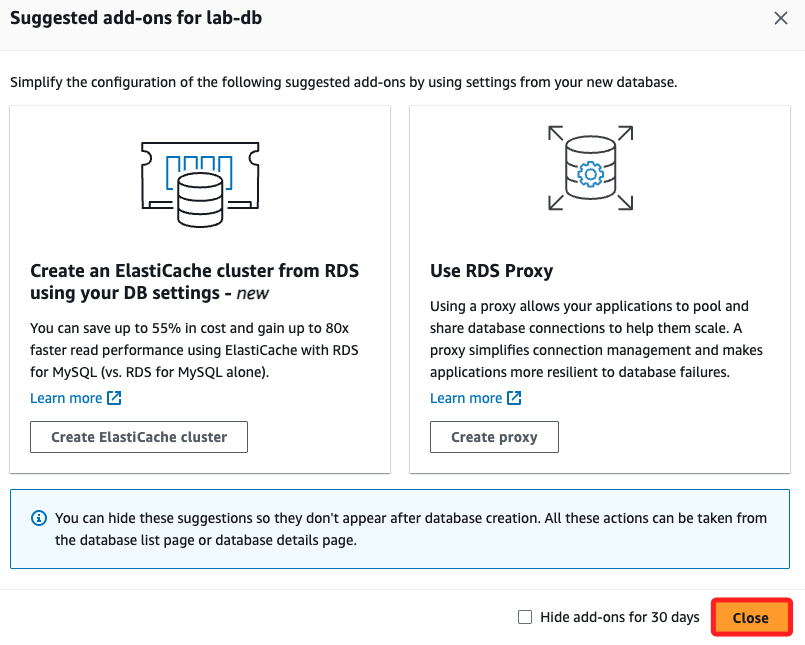 Suggested add-ons for lab-db
Simplify the configuration of the following suggested add-ons by using settings from your new database.
Create an ElastiCache cluster from RDS
using your DB settings - new
You can save up to 55% in cost and gain up to 80x
faster read performance using ElastiCache with RDS
for MySQL (vs. RDS for MySQL alone).
Learn more
Create ElastiCache cluster
Use RDS Proxy
Using a proxy allows your applications to pool and
share database connections to help them scale. A
proxy simplifies connection management and makes
applications more resilient to database failures.
Learn more
Create proxy
You can hide these suggestions so they don't appear after database creation. All these actions can be taken from
the database list page or database details page.
Hide add-ons for 30 days
Close